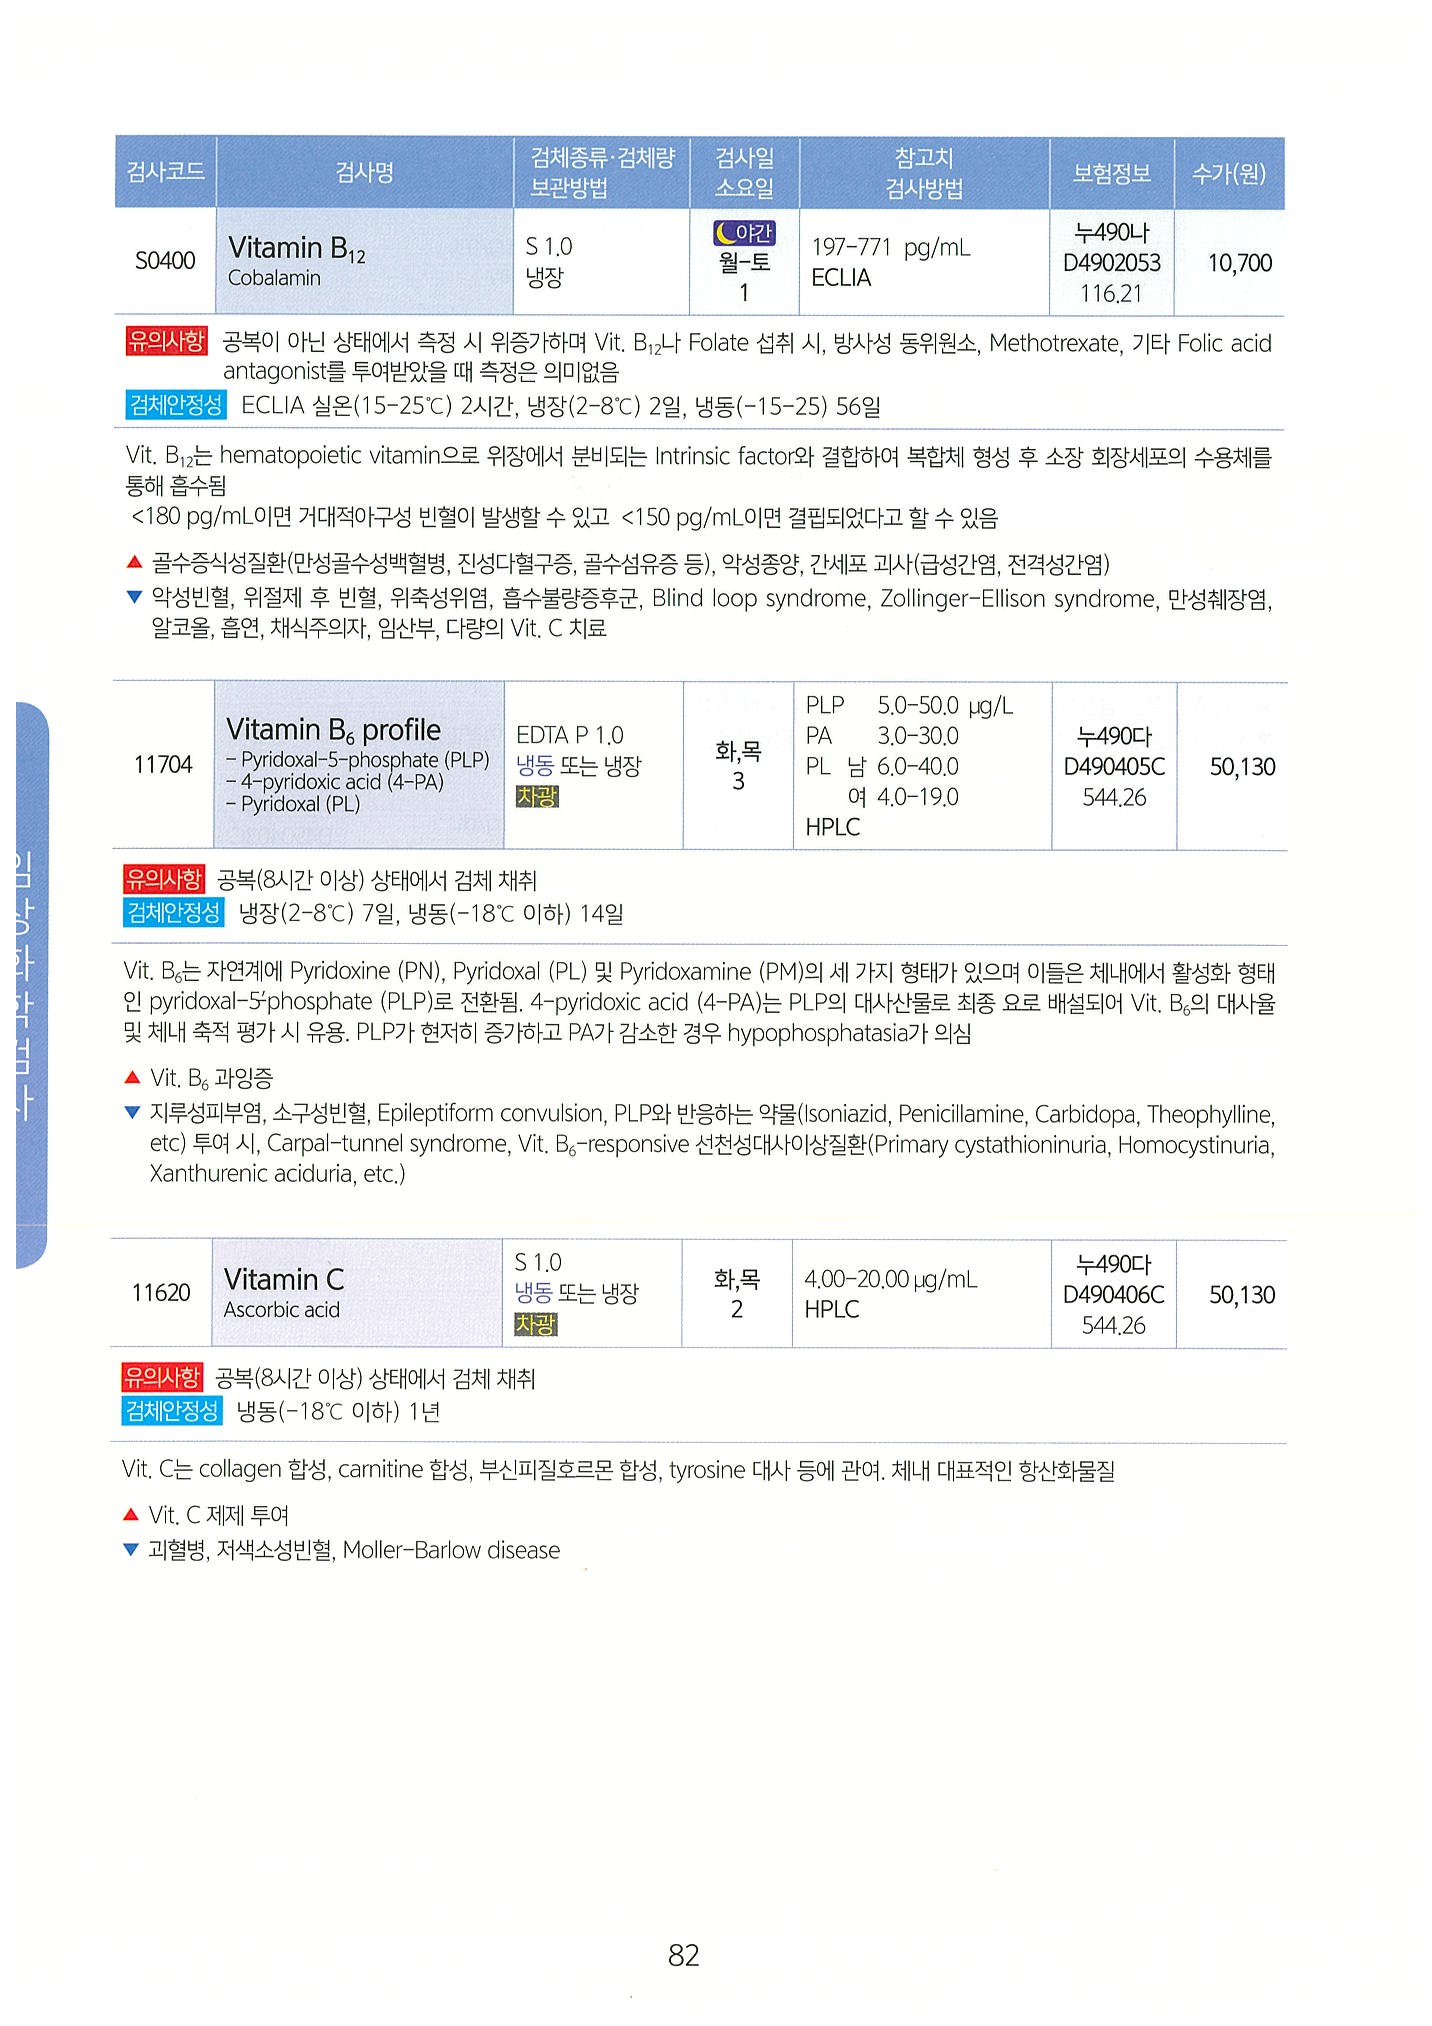 검사코드 검사명 검체종류·검체량 보관방법 검사일 소요일 참고치 검사방법 보험정보 수가(원)
S0400
Vitamin B12
Cobalamin
S 1.0
냉장
야간
월-토
1
197-771 pg/mL
ECLIA
누490나
D4902053
116.21
10,700
유의사항 공복이 아닌 상태에서 측정 시 위증가하며 Vit. B12나 Folate 섭취 시, 방사성 동위원소, Methotrexate, 기타 Folic acid
antagonist를 투여받았을 때 측정은 의미없음
검체안정성 ECLIA 실온(15-25℃) 2시간, 냉장(2-8℃) 2일, 냉동(-15-25) 56일
Vit. B12는 hematopoietic vitamin으로 위장에서 분비되는 Intrinsic factor와 결합하여 복합체 형성 후 소장 회장세포의 수용체를
통해 흡수됨
<180 pg/mL이면 거대적아구성 빈혈이 발생할 수 있고 <150 pg/mL이면 결핍되었다고 할 수 있음
▲ 골수증식성질환(만성골수성백혈병, 진성다혈구증, 골수섬유증 등), 악성종양, 간세포 괴사(급성간염, 전격성간염)
▼ 악성빈혈, 위절제 후 빈혈, 위축성위염, 흡수불량증후군, Blind loop syndrome, Zollinger-Ellison syndrome, 만성췌장염,
알코올, 흡연, 채식주의자, 임산부, 다량의 Vit. C 치료
11704
Vitamin B6 profile
- Pyridoxal-5-phosphate (PLP)
- 4-pyridoxic acid (4-PA)
- Pyridoxal (PL)
EDTA P 1.0
냉동 또는 냉장
차광
화,목
3
PLP 5.0-50.0 μg/L
PA 3.0-30.0
PL 남 6.0-40.0
여 4.0-19.0
HPLC
누490다
D490405C
544.26
50,130
유의사항 공복(8시간 이상) 상태에서 검체 채취
검체안정성 냉장(2-8℃) 7일, 냉동(-18℃ 이하) 14일
Vit. B6는 자연계에 Pyridoxine (PN), Pyridoxal (PL) 및 Pyridoxamine (PM)의 세 가지 형태가 있으며 이들은 체내에서 활성화 형태
인 pyridoxal-5'-phosphate (PLP)로 전환됨. 4-pyridoxic acid (4-PA)는 PLP의 대사산물로 최종 요로 배설되어 Vit. B6의 대사율
및 체내 축적 평가 시 유용. PLP가 현저히 증가하고 PA가 감소한 경우 hypophosphatasia가 의심
▲ Vit. B6 과잉증
▼ 지루성피부염, 소구성빈혈, Epileptiform convulsion, PLP와 반응하는 약물(Isoniazid, Penicillamine, Carbidopa, Theophylline,
etc) 투여 시, Carpal-tunnel syndrome, Vit. B6-responsive 선천성대사이상질환(Primary cystathioninuria, Homocystinuria,
Xanthurenic aciduria, etc.)
11620
Vitamin C
Ascorbic acid
S 1.0
냉동 또는 냉장
차광
화,목
2
4.00-20.00 μg/mL
HPLC
누490다
D490406C
544.26
50,130
유의사항 공복(8시간 이상) 상태에서 검체 채취
검체안정성 냉동(-18℃ 이하) 1년
Vit. C는 collagen 합성, carnitine 합성, 부신피질호르몬 합성, tyrosine 대사 등에 관여. 체내 대표적인 항산화물질
▲ Vit. C 제제 투여
▼ 괴혈병, 저색소성빈혈, Moller-Barlow disease
임상화학검사
82